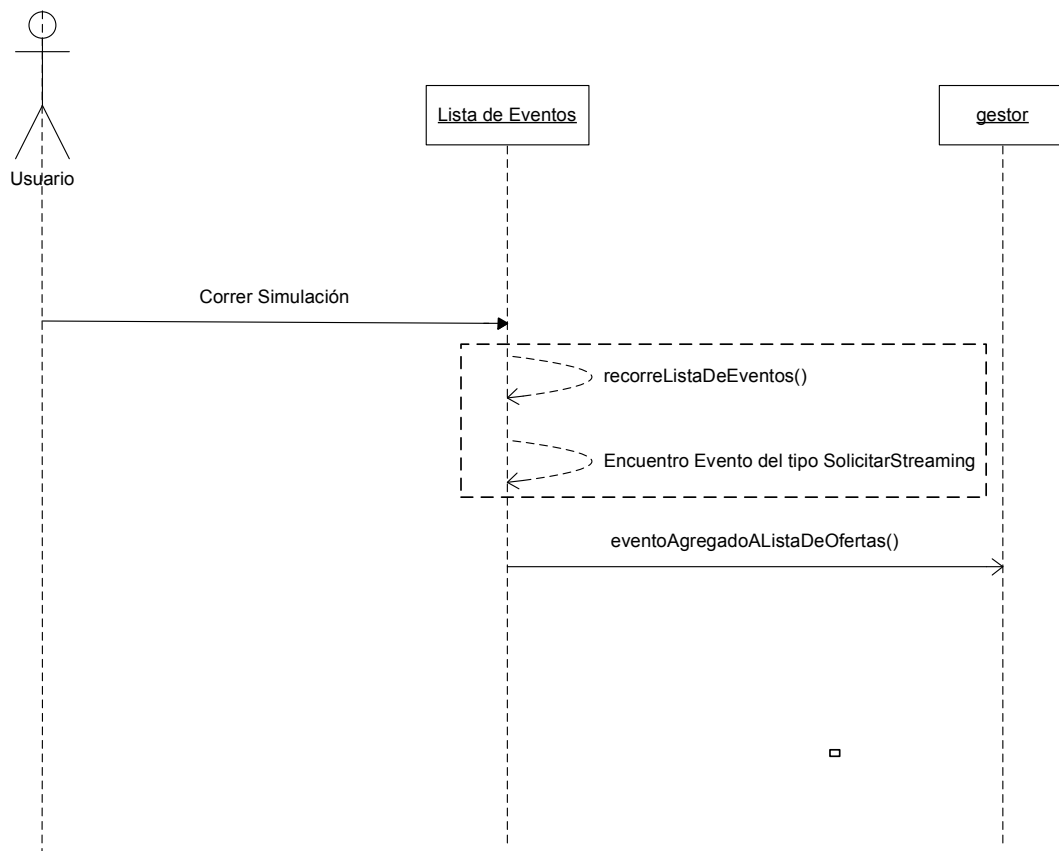 Lista de Eventos
gestor
Usuario
Correr Simulación
recorreListaDeEventos()
Encuentro Evento del tipo SolicitarStreaming
eventoAgregadoAListaDeOfertas()